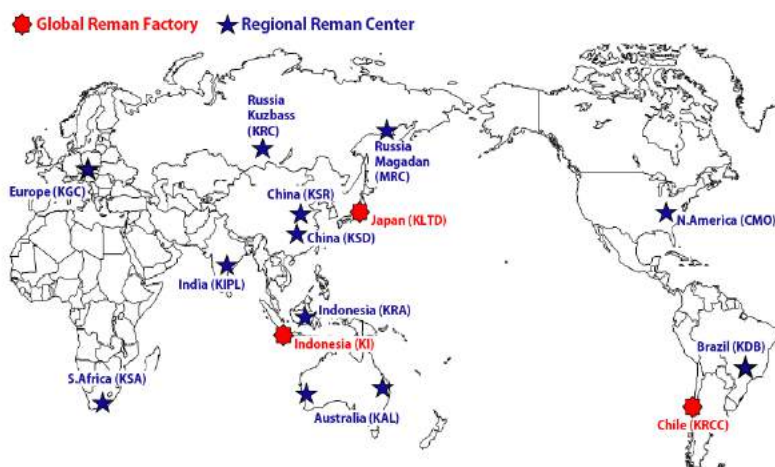 Global Reman Factory
Regional Reman Center
Russia
Kuzbass
(KRC)
Russia
Magadan
(MRC)
Europe (KGC)
China (KSR)
Japan (KLTD)
N.America (CMO)
China (KSD)
India (KIPL)
Indonesia (KRA)
Indonesia (KI)
Brazil (KDB)
S.Africa (KSA)
Australia (KAL)
Chile (KRCC)